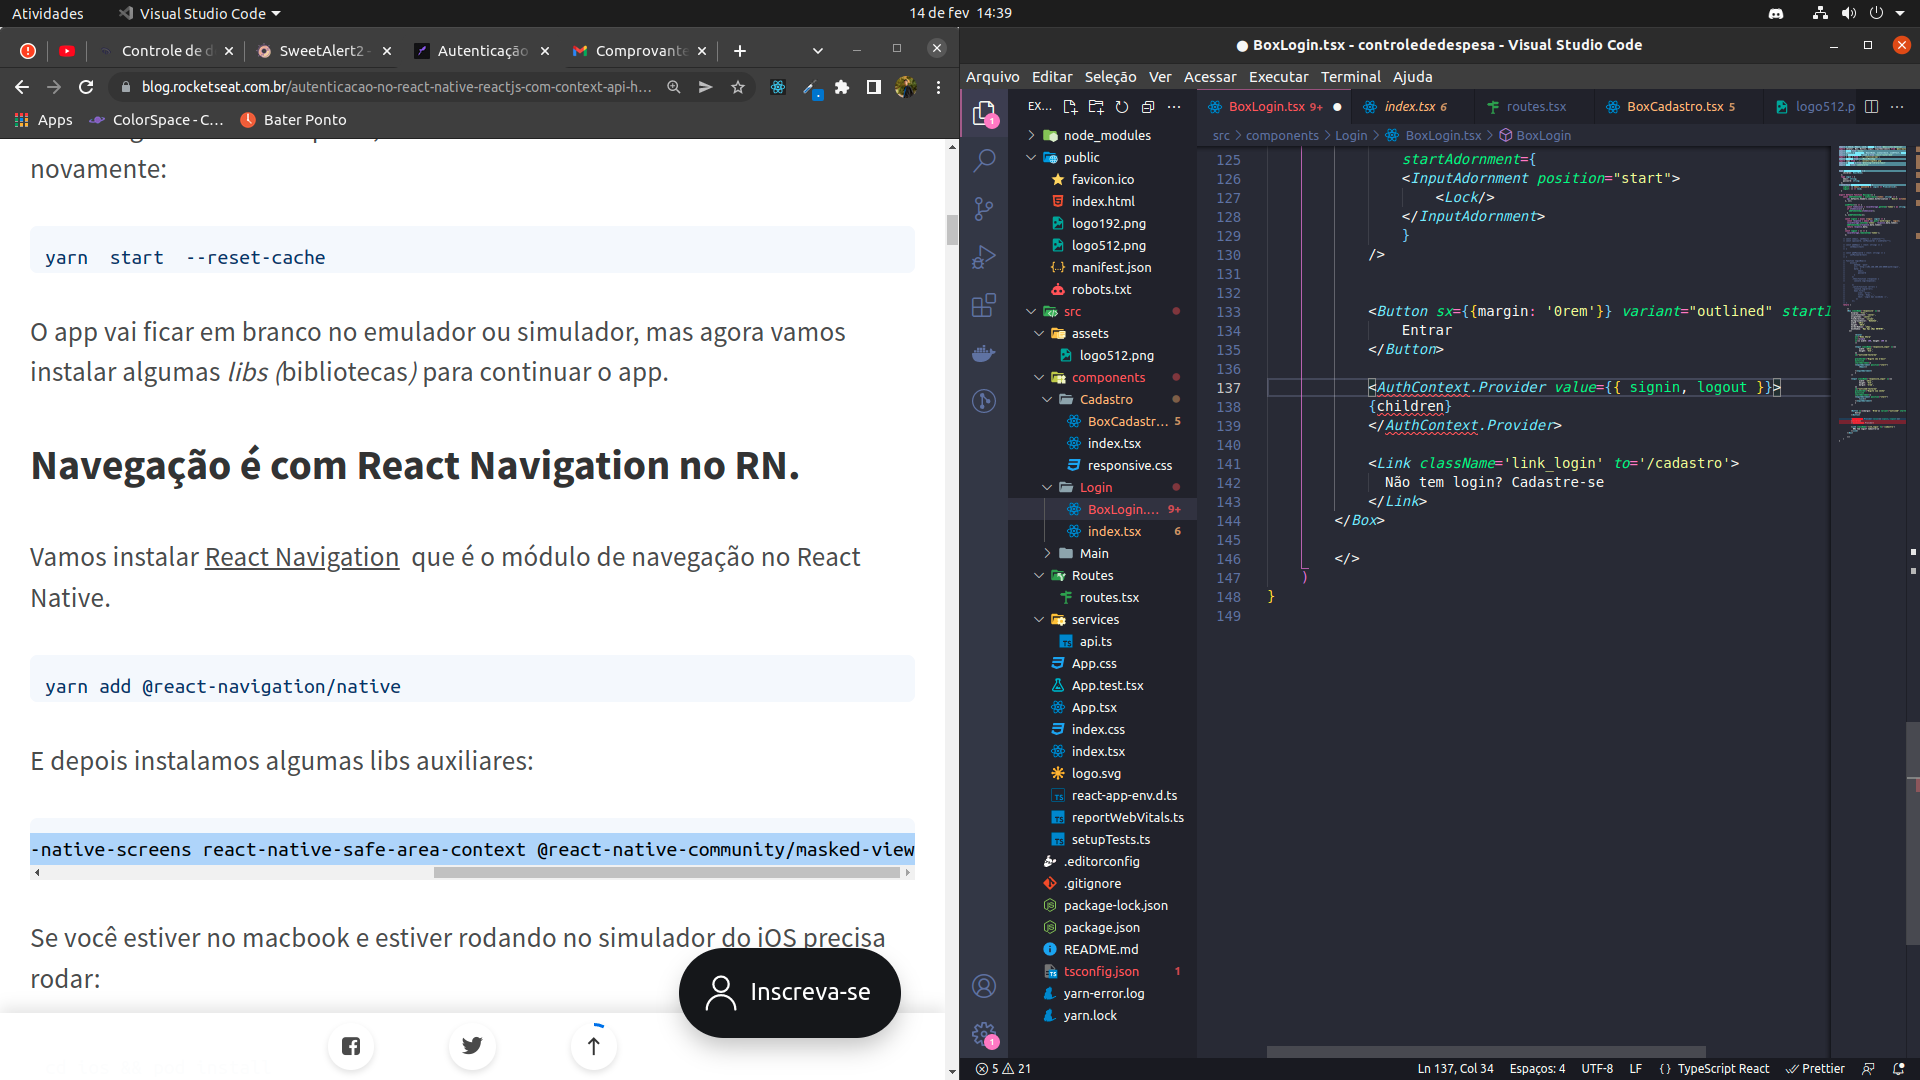 Atividades
Visual Studio Code
14 de fev 14:39
Controle de d
SweetAlert2 -
Autenticação
Comprovante
blog.rocketseat.com.br/autenticacao-no-react-native-reactjs-com-context-api-h...
Apps
ColorSpace - C...
Bater Ponto
novamente:
yarn start --reset-cache
O app vai ficar em branco no emulador ou simulador, mas agora vamos
instalar algumas libs (bibliotecas) para continuar o app.
Navegação é com React Navigation no RN.
Vamos instalar React Navigation que é o módulo de navegação no React
Native.
yarn add @react-navigation/native
E depois instalamos algumas libs auxiliares:
-native-screens react-native-safe-area-context @react-native-community/masked-view
Se você estiver no macbook e estiver rodando no simulador do iOS precisa
rodar:
Inscreva-se
BoxLogin.tsx - controlededespesa - Visual Studio Code
Arquivo Editar Seleção Ver Acessar Executar Terminal Ajuda
EX...
BoxLogin.tsx 9+
index.tsx 6
routes.tsx
BoxCadastro.tsx 5
logo512.p
src > components > Login > BoxLogin.tsx > BoxLogin
1
node_modules
public
favicon.ico
index.html
logo192.png
logo512.png
manifest.json
robots.txt
src
assets
logo512.png
components
Cadastro
BoxCadastr... 5
index.tsx
responsive.css
Login
BoxLogin.... 9+
index.tsx 6
Main
Routes
routes.tsx
services
api.ts
App.css
App.test.tsx
App.tsx
index.css
index.tsx
logo.svg
react-app-env.d.ts
reportWebVitals.ts
setupTests.ts
.editorconfig
.gitignore
package-lock.json
package.json
README.md
tsconfig.json 1
yarn-error.log
yarn.lock
1
125 startAdornment={
126 <InputAdornment position="start">
127 <Lock/>
128 </InputAdornment>
129 }
130 />
131
132
133 <Button sx={{margin: '0rem'}} variant="outlined" startI
134 Entrar
135 </Button>
136
137 <AuthContext.Provider value={{ signin, logout }}>
138 {children}
139 </AuthContext.Provider>
140
141 <Link className='link_login' to='/cadastro'>
142 Não tem login? Cadastre-se
143 </Link>
144 </Box>
145
146 </>
147 )
148 }
149
5 21
Ln 137, Col 34
Espaços: 4
UTF-8
LF
{ } TypeScript React
Prettier